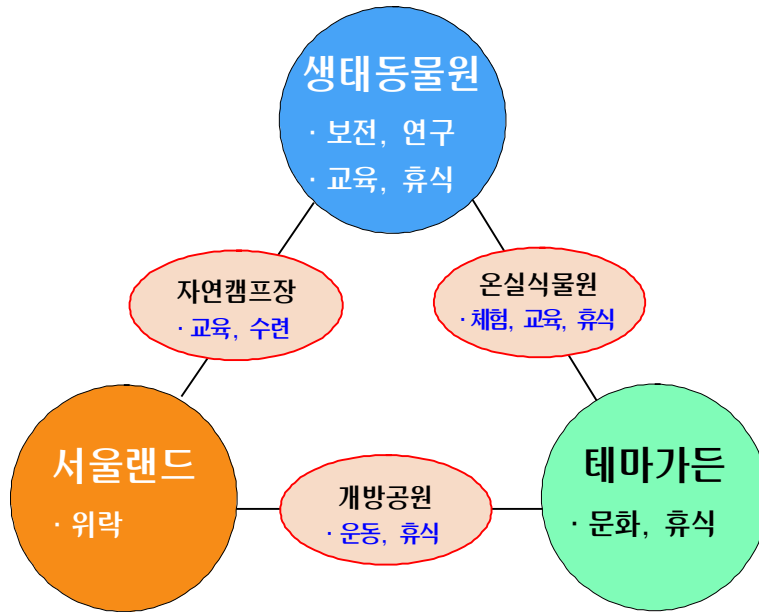 생태동물원
· 보전, 연구
· 교육, 휴식
자연캠프장
· 교육, 수련
온실식물원
· 체험, 교육, 휴식
서울랜드
· 위락
개방공원
· 운동, 휴식
테마가든
· 문화, 휴식